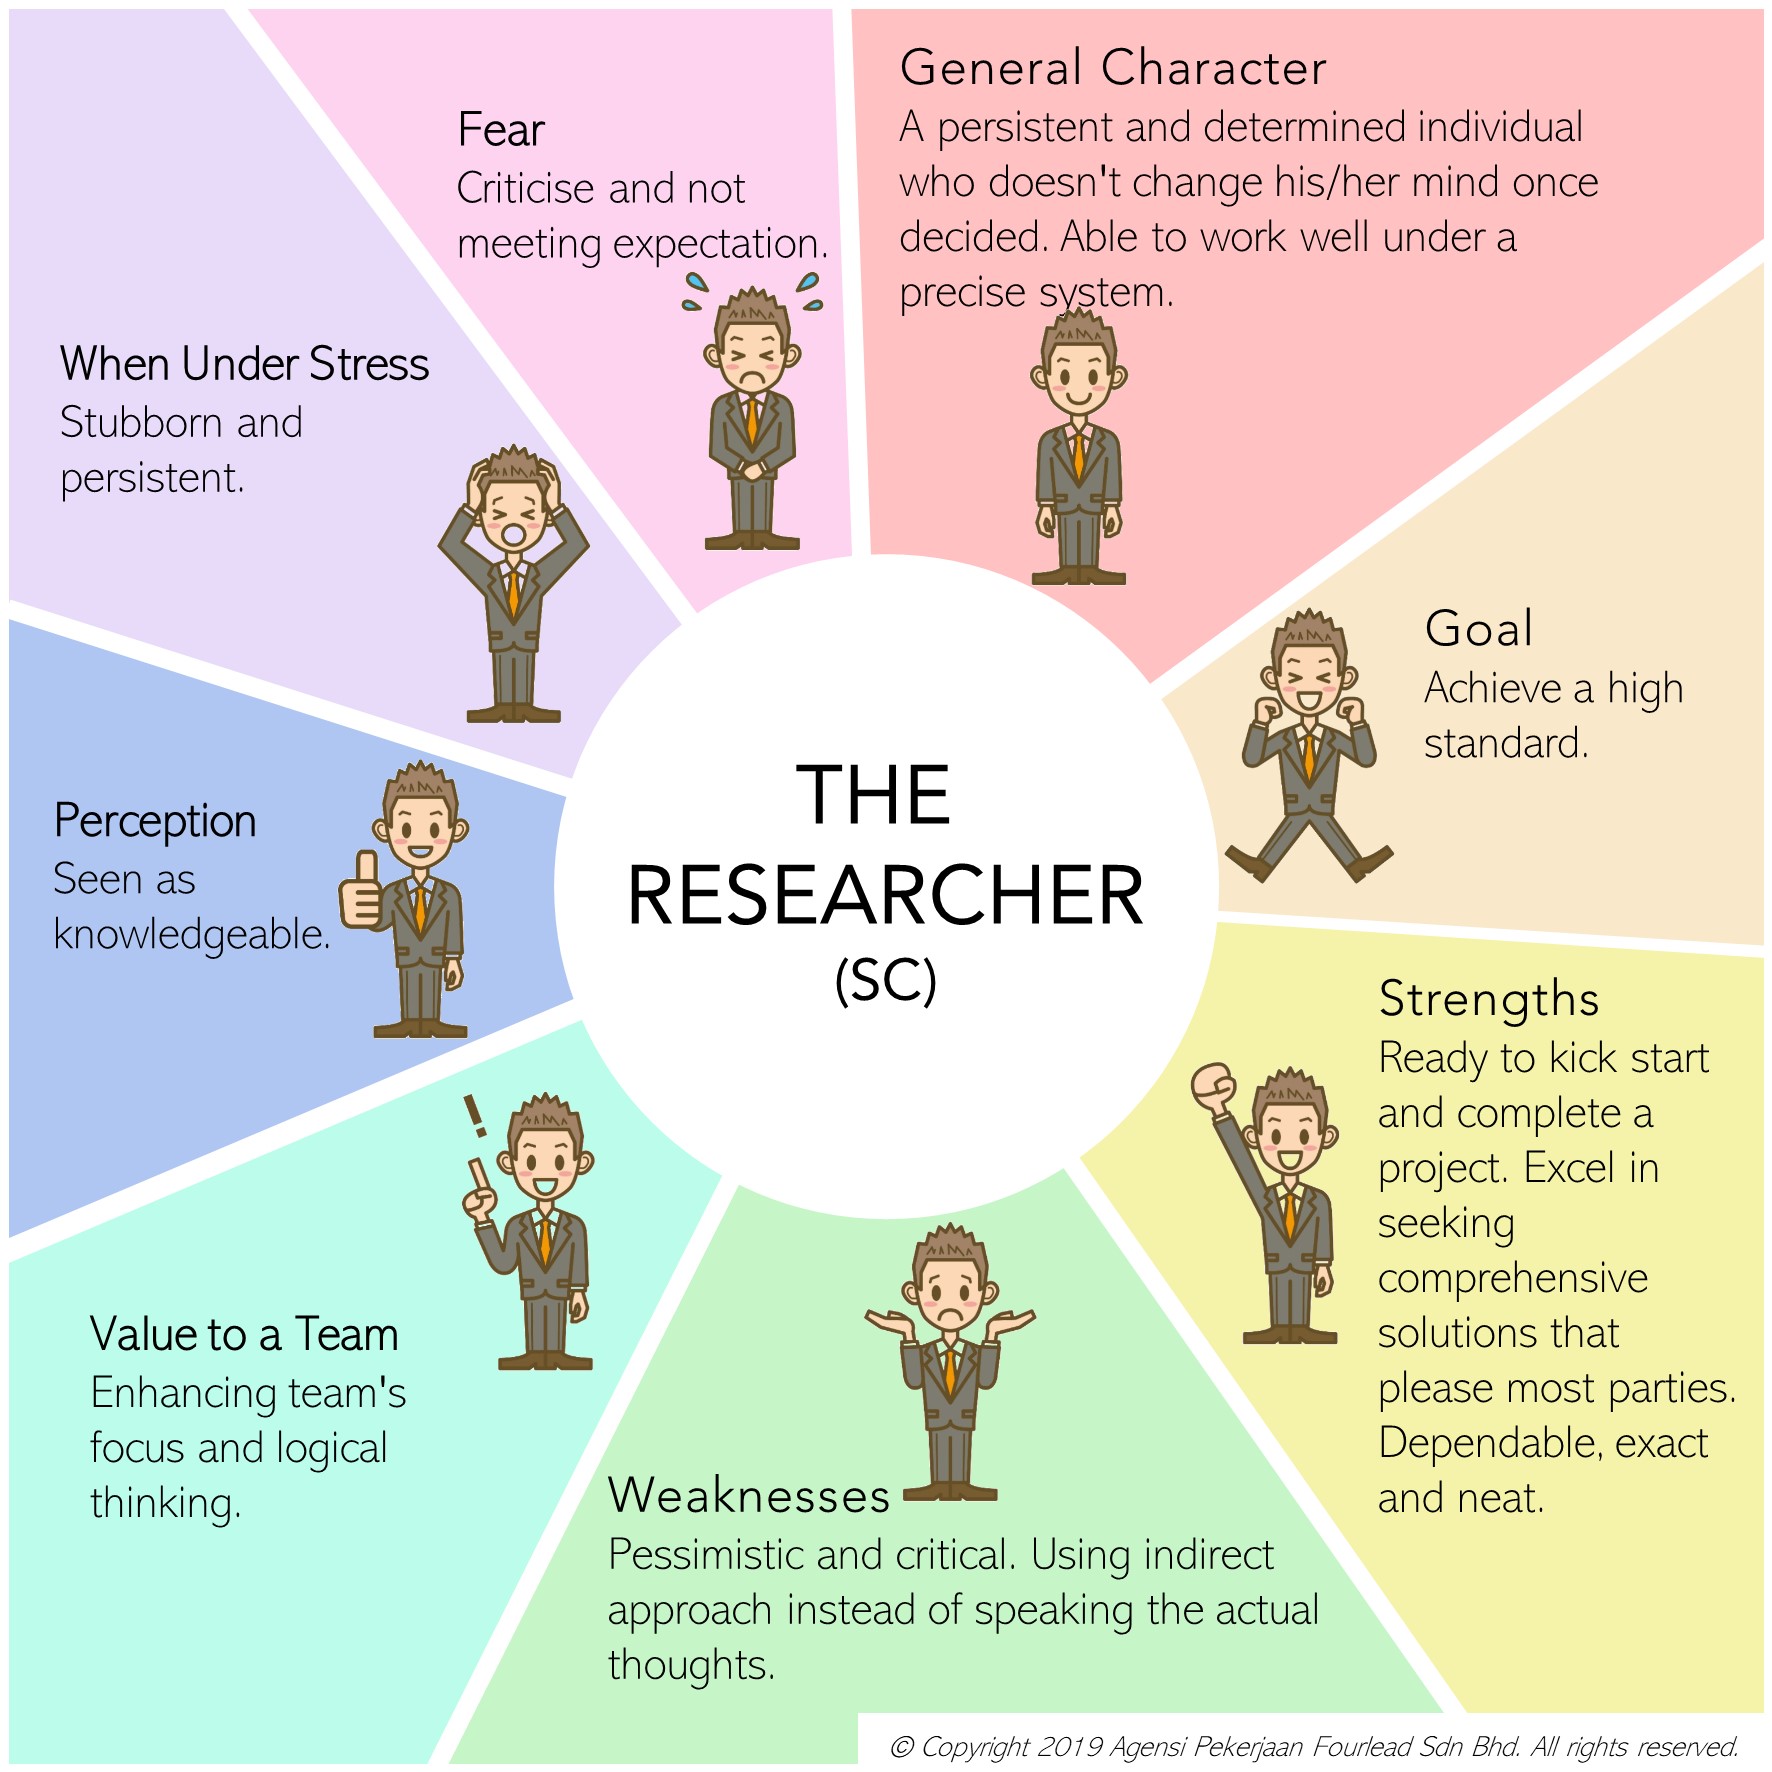 General Character
A persistent and determined individual
who doesn't change his/her mind once
decided. Able to work well under a
precise system.
Goal
Achieve a high
standard.
Strengths
Ready to kick start
and complete a
project. Excel in
seeking
comprehensive
solutions that
please most parties.
Dependable, exact
and neat.
Weaknesses
Pessimistic and critical. Using indirect
approach instead of speaking the actual
thoughts.
Value to a Team
Enhancing team's
focus and logical
thinking.
Perception
Seen as
knowledgeable.
When Under Stress
Stubborn and
persistent.
Fear
Criticise and not
meeting expectation.
THE
RESEARCHER
(SC)
!
© Copyright 2019 Agensi Pekerjaan Fourlead Sdn Bhd. All rights reserved.